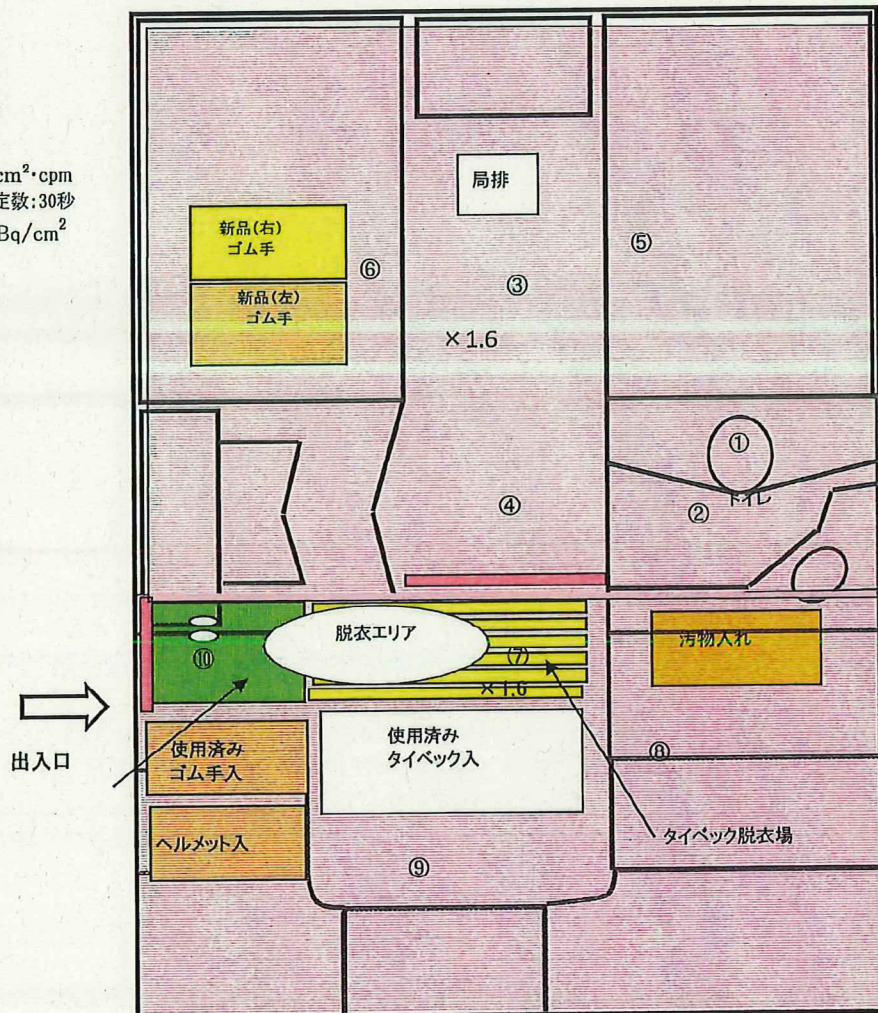 cm²・cpm
定数:30秒
Bq/cm²
局排
新品(右)
ゴム手
⑥
③
⑤
新品(左)
ゴム手
×1.6
①
トイレ
④
②
脱衣エリア
⑩
⑦
×1.6
汚物入れ
出入口
使用済み
ゴム手入
使用済み
タイベック入
⑧
ヘルメット入
タイベック脱衣場
⑨